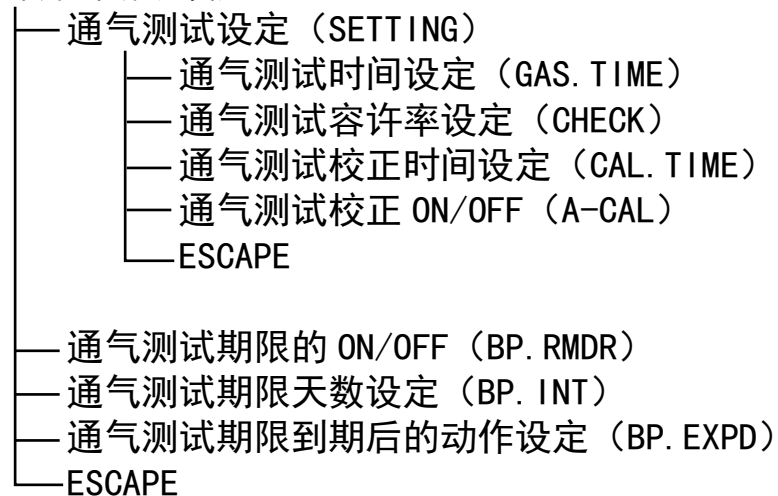 通气测试设定（SETTING）
通气测试时间设定（GAS.TIME）
通气测试容许率设定（CHECK）
通气测试校正时间设定（CAL.TIME）
通气测试校正 ON/OFF（A-CAL）
ESCAPE
通气测试期限的 ON/OFF（BP.RMDR）
通气测试期限天数设定（BP.INT）
通气测试期限到期后的动作设定（BP.EXPD）
ESCAPE